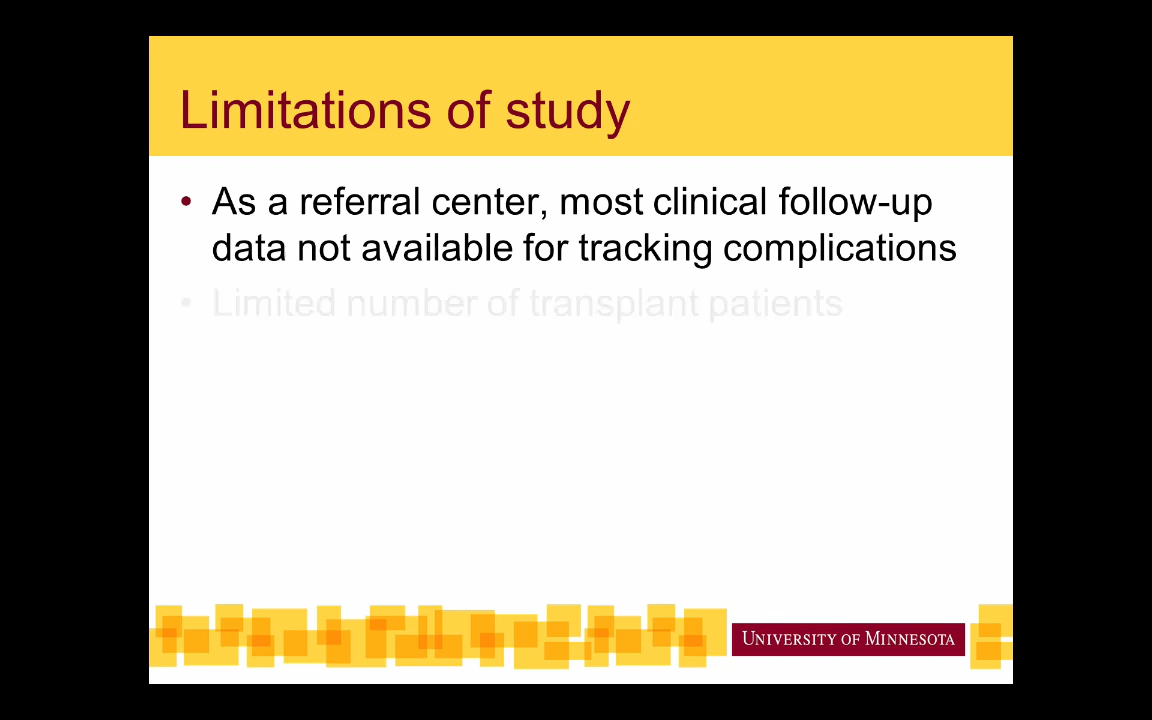 Limitations of study
• As a referral center, most clinical follow-up
data not available for tracking complications
• Limited number of transplant patients
UNIVERSITY OF MINNESOTA